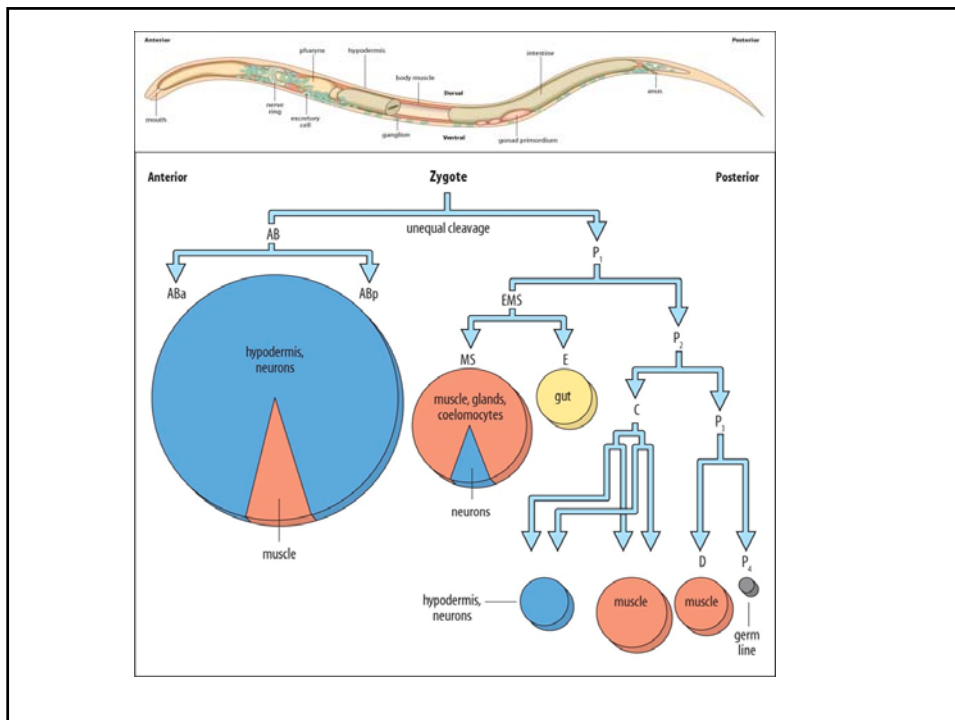 Anterior
Posterior
pharynx
hypodermis
body muscle
intestine
Dorsal
mouth
nerve
ring
excretory
cell
ganglion
Ventral
gonad primordium
anus
Anterior
Zygote
Posterior
unequal cleavage
AB
P1
ABa
ABp
EMS
P2
MS
E
hypodermis,
neurons
muscle, glands,
coelomocytes
gut
C
P3
neurons
muscle
D
P4
hypodermis,
neurons
muscle
muscle
germ
line